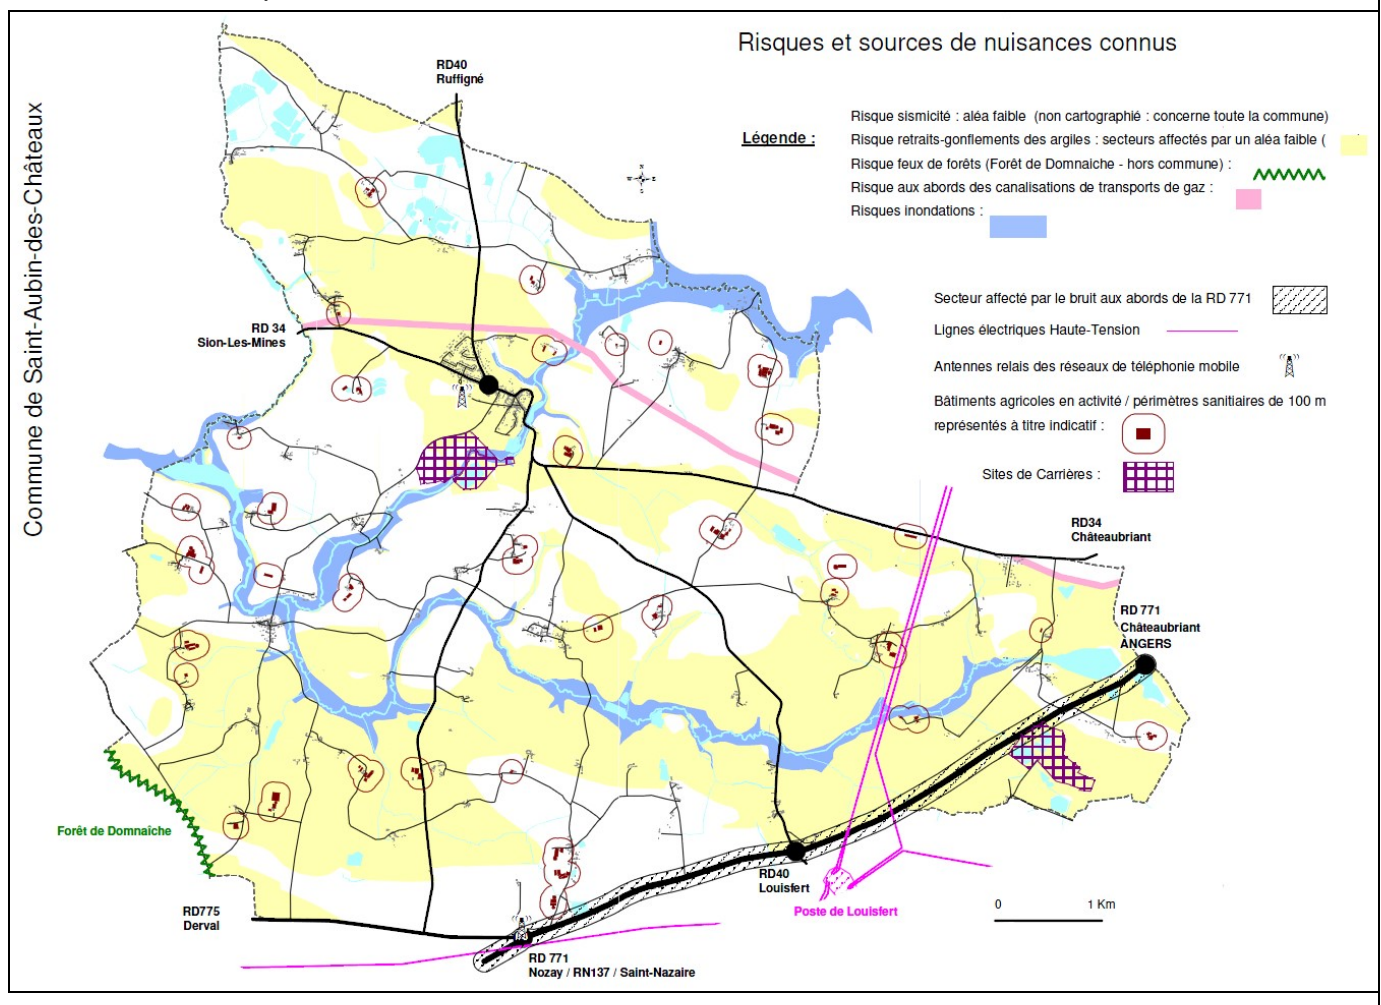 Risques et sources de nuisances connus
Commune de Saint-Aubin-des-Châteaux
Légende :
Risque sismicité : aléa faible (non cartographié : concerne toute la commune)
Risque retraits-gonflements des argiles : secteurs affectés par un aléa faible (
Risque feux de forêts (Forêt de Domnaiche - hors commune) :
Risque aux abords des canalisations de transports de gaz :
Risques inondations :
Secteur affecté par le bruit aux abords de la RD 771
Lignes électriques Haute-Tension
Antennes relais des réseaux de téléphonie mobile
Bâtiments agricoles en activité / périmètres sanitiaires de 100 m
représentés à titre indicatif :
Sites de Carrières :
RD40
Ruffigné
N
S
E
RD 34
Sion-Les-Mines
RD34
Châteaubriant
RD 771
Châteaubriant
ANGERS
Forêt de Domnaîche
RD775
Derval
RD40
Louisfert
Poste de Louisfert
0 1 Km
RD 771
Nozay / RN137 / Saint-Nazaire